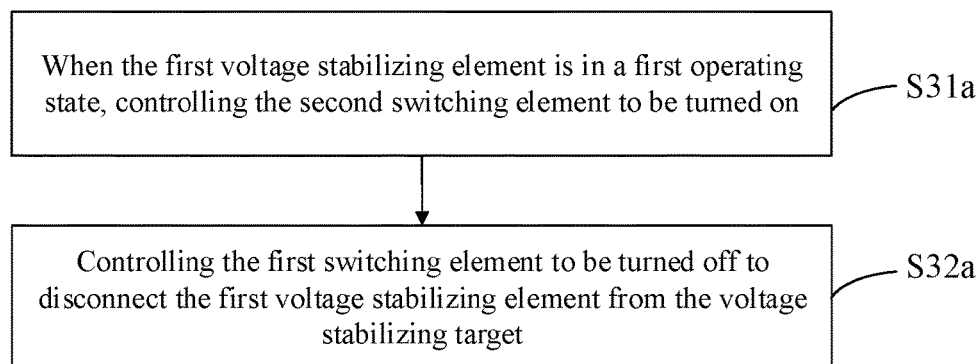 When the first voltage stabilizing element is in a first operating
state, controlling the second switching element to be turned on
S31a
Controlling the first switching element to be turned off to
disconnect the first voltage stabilizing element from the voltage
stabilizing target
S32a